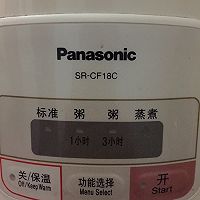 Panasonic
SR-CF18C
标准 粥 粥 蒸煮
1小时 3小时
关/保温 功能选择 开
Off/Keep Warm Menu Select Start